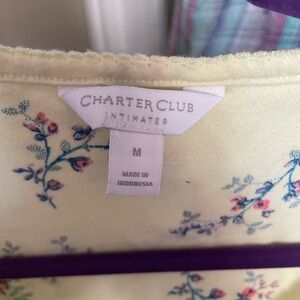 CHARTER CLUB
INTIMATES
M
MADE IN
INDONESIA